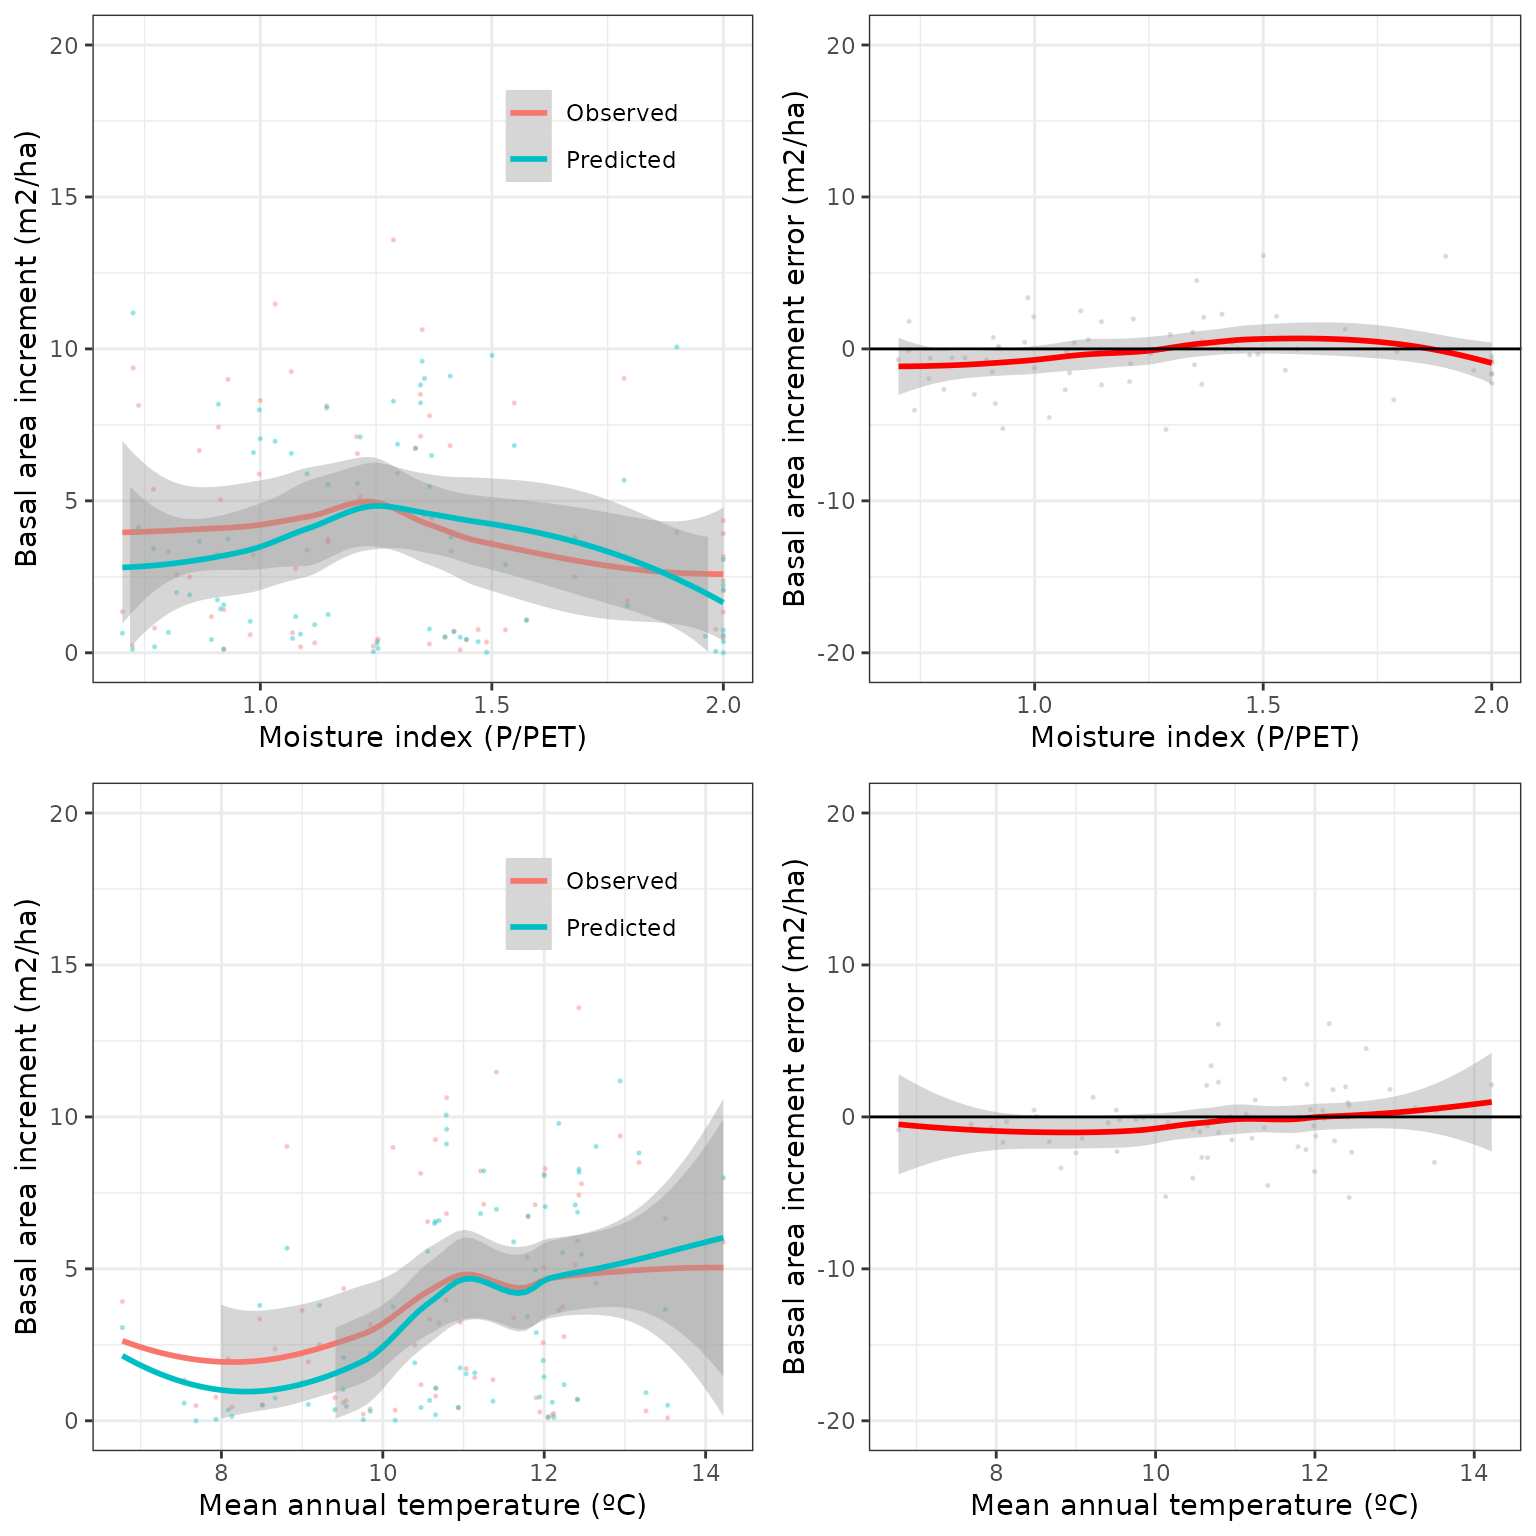 Basal area increment (m2/ha)
20
15
10
5
0
Observed
Predicted
1.0
1.5
2.0
Moisture index (P/PET)
Basal area increment error (m2/ha)
20
10
0
-10
-20
1.0
1.5
2.0
Moisture index (P/PET)
Basal area increment (m2/ha)
20
15
10
5
0
Observed
Predicted
8
10
12
14
Mean annual temperature (ºC)
Basal area increment error (m2/ha)
20
10
0
-10
-20
8
10
12
14
Mean annual temperature (ºC)